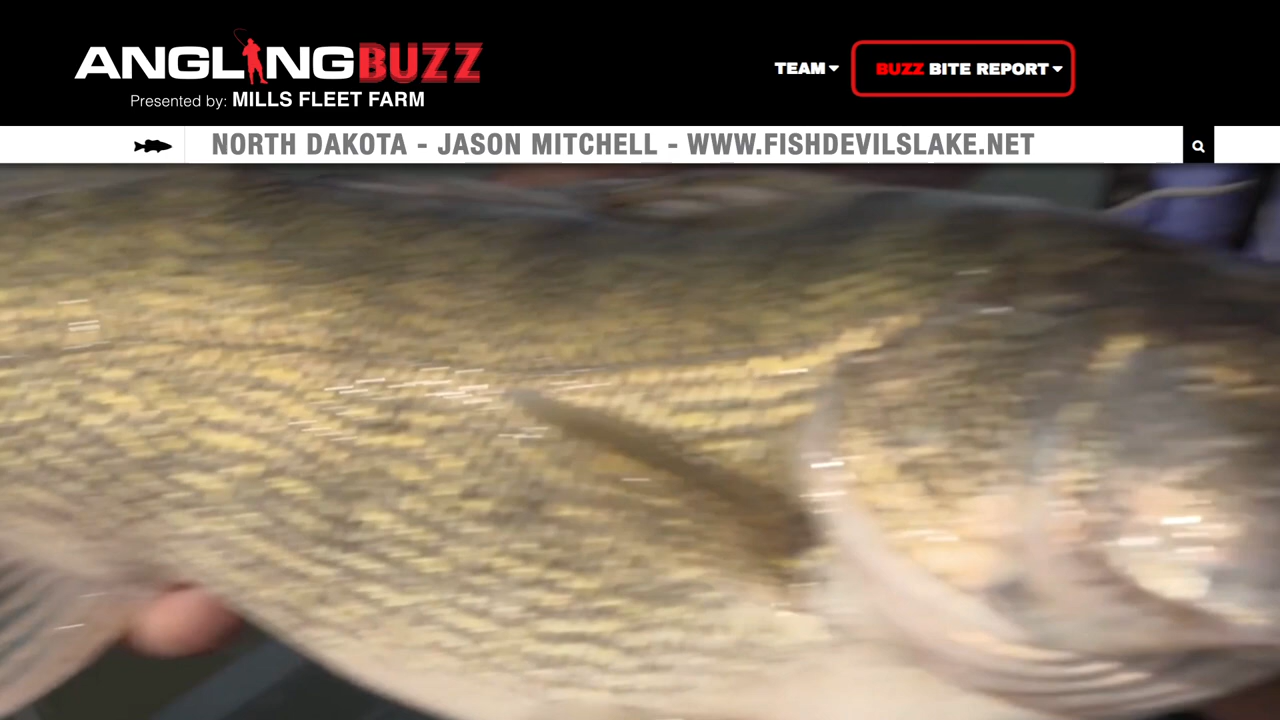 ANGLINGBUZZ
Presented by: MILLS FLEET FARM
TEAM
BUZZ BITE REPORT
NORTH DAKOTA - JASON MITCHELL - WWW.FISHDEVILSLAKE.NET